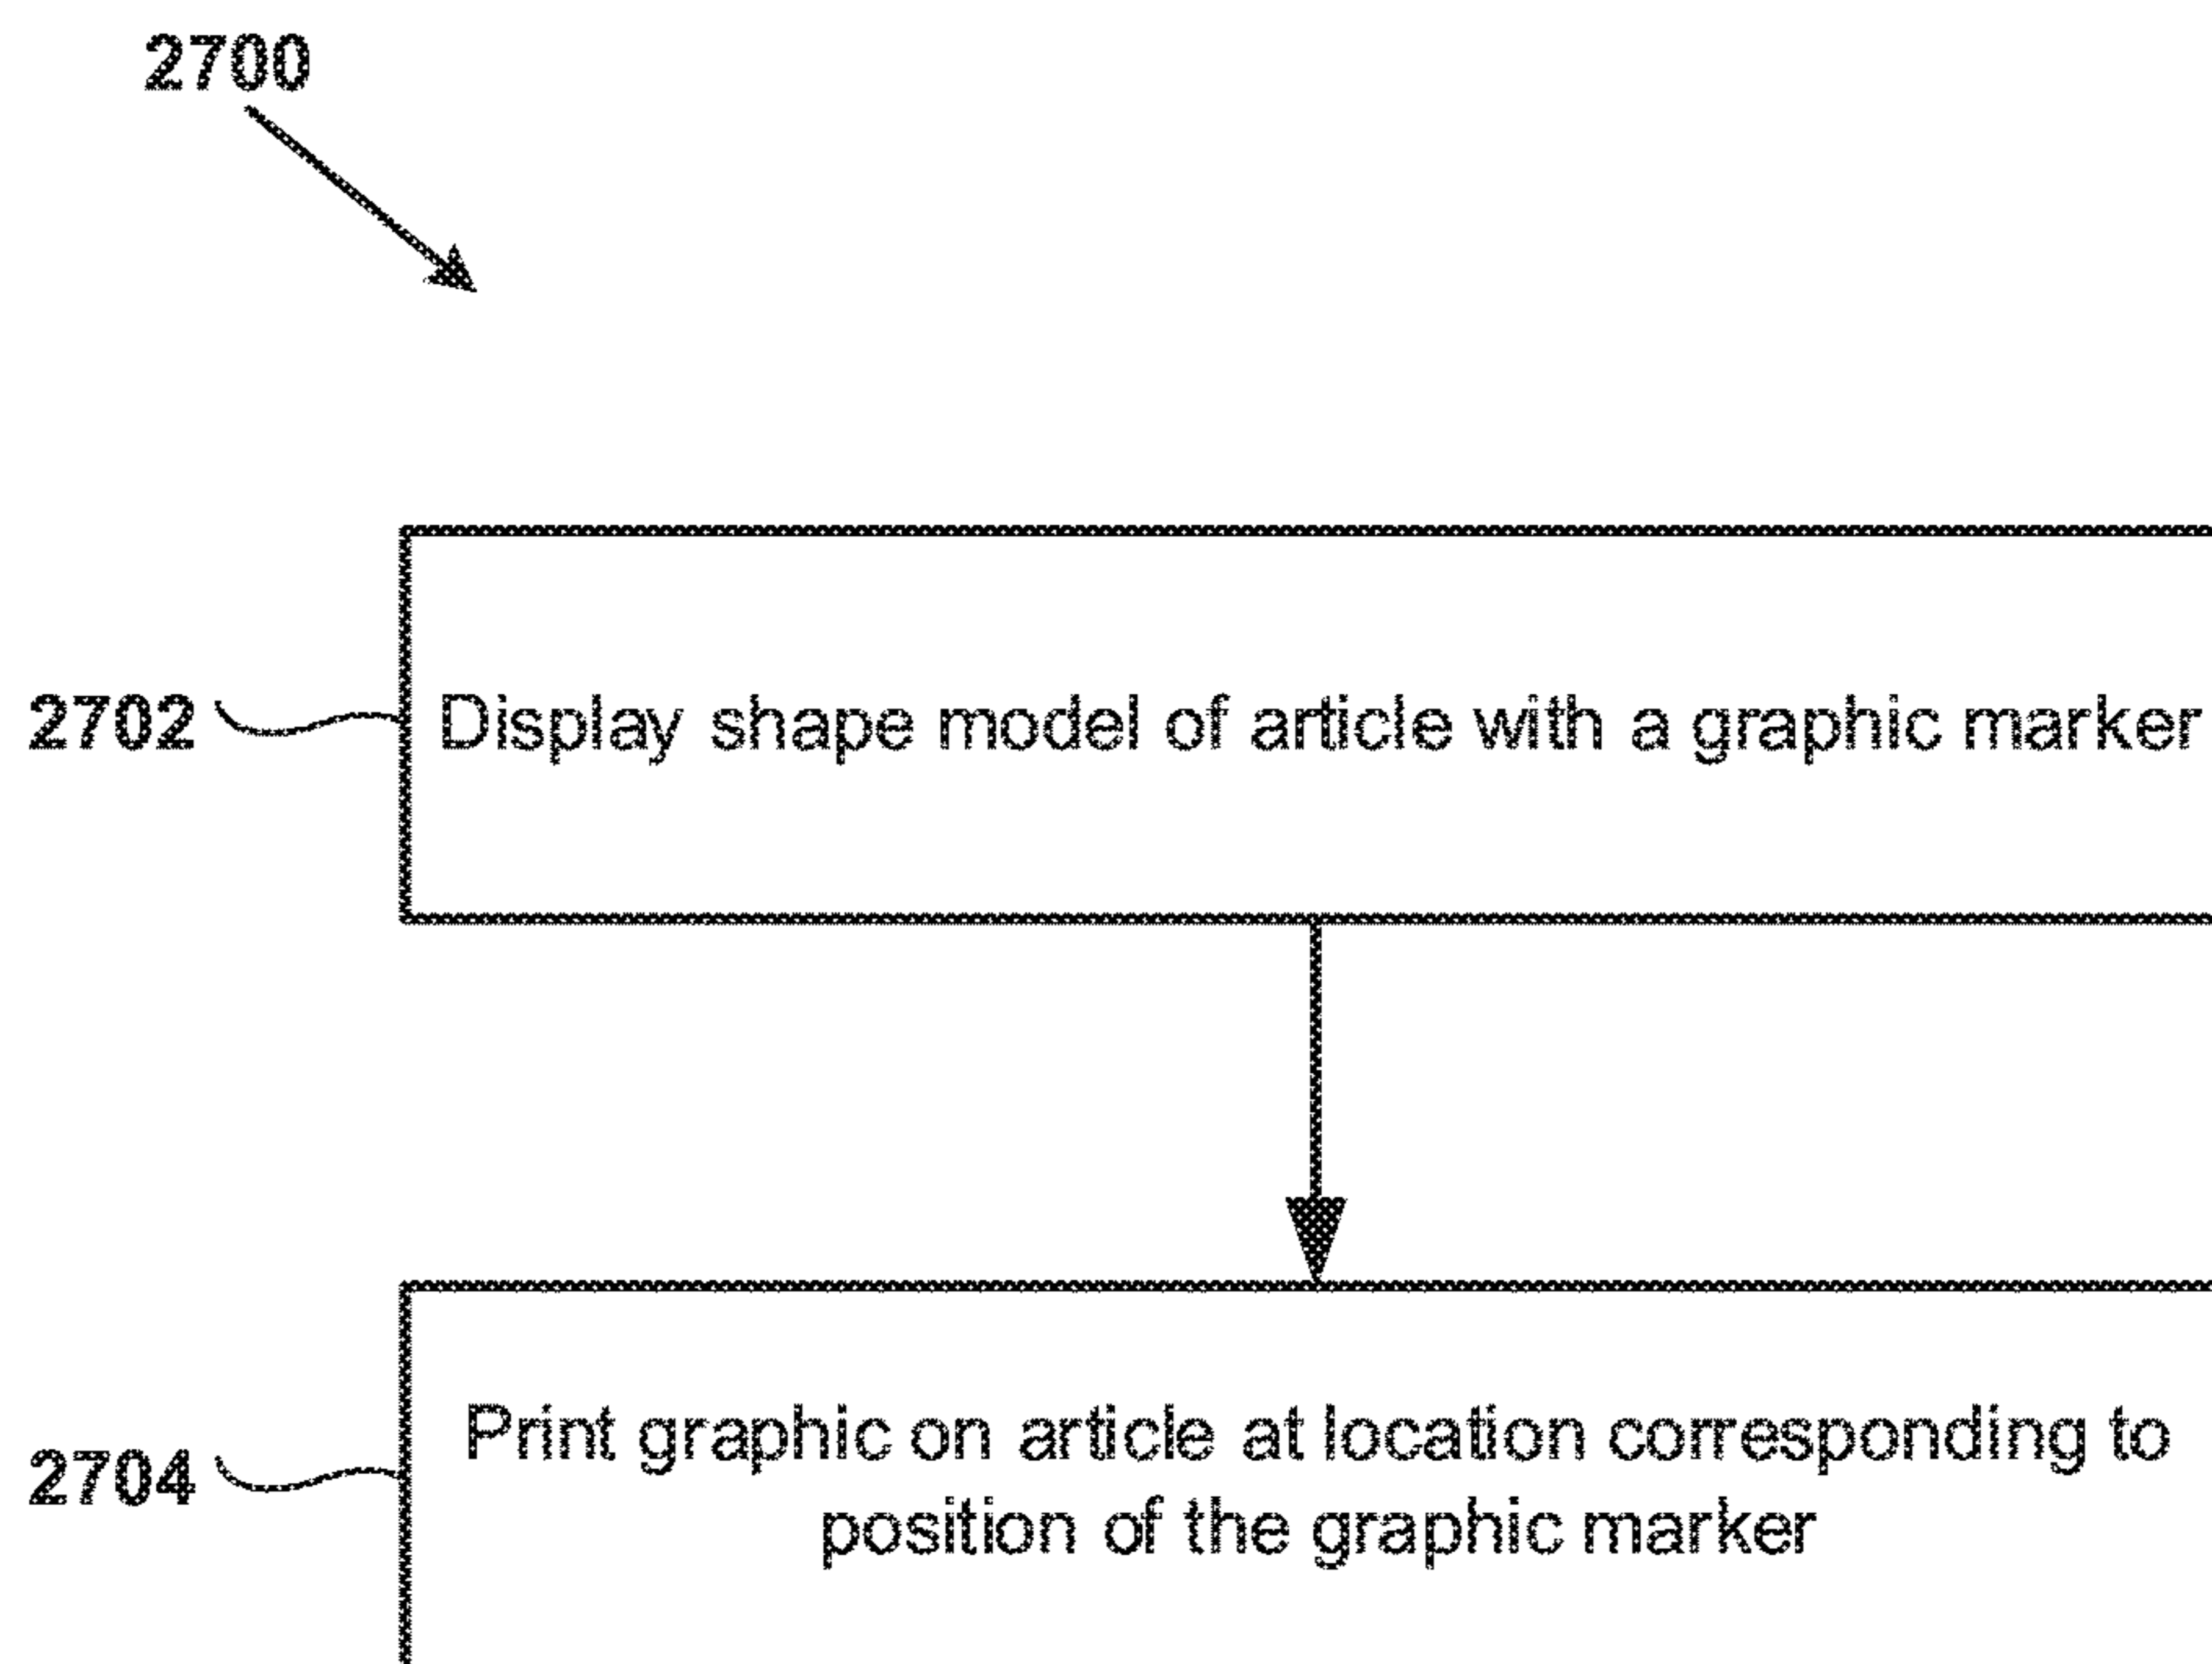 2700
2702
Display shape model of article with a graphic marker
2704
Print graphic on article at location corresponding to
position of the graphic marker